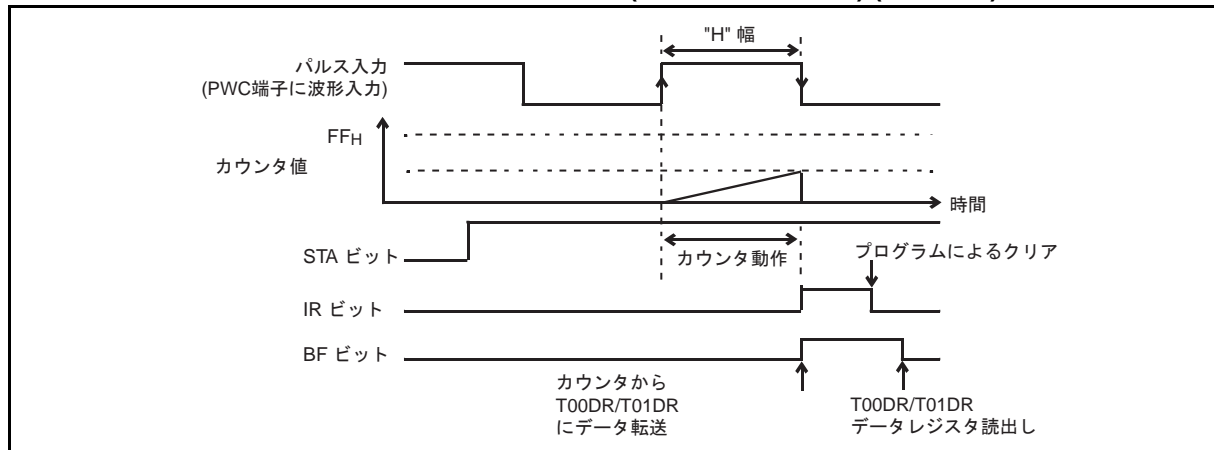 "H" 幅
パルス入力
(PWC端子に波形入力)
FFH
カウンタ値
時間
STA ビット
カウンタ動作
プログラムによるクリア
IR ビット
BF ビット
カウンタから
T00DR/T01DR
にデータ転送
T00DR/T01DR
データレジスタ読出し